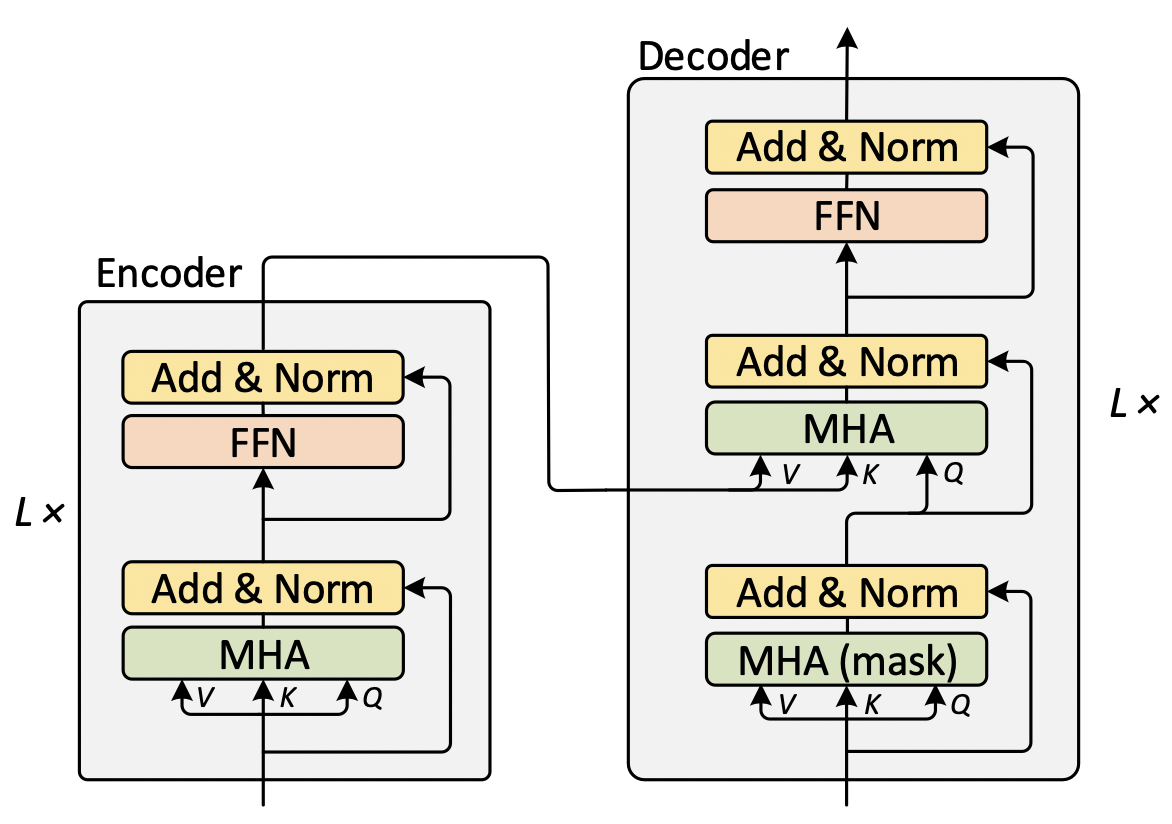 Encoder
Add & Norm
FFN
L ×
Add & Norm
MHA
V K Q
Decoder
Add & Norm
FFN
Add & Norm
L ×
MHA
V K Q
Add & Norm
MHA (mask)
V K Q